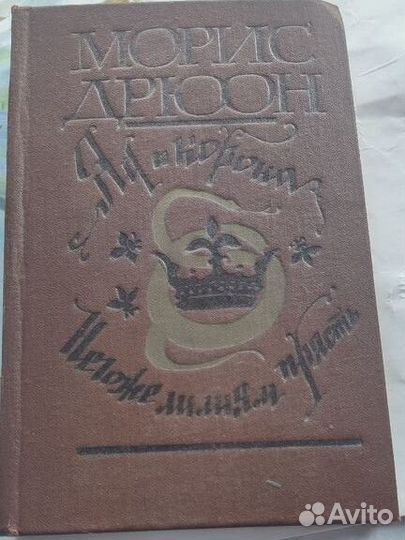 МОРИС
ДРЮОН
Яд и корона
Негоже лилиям прясть
Avito